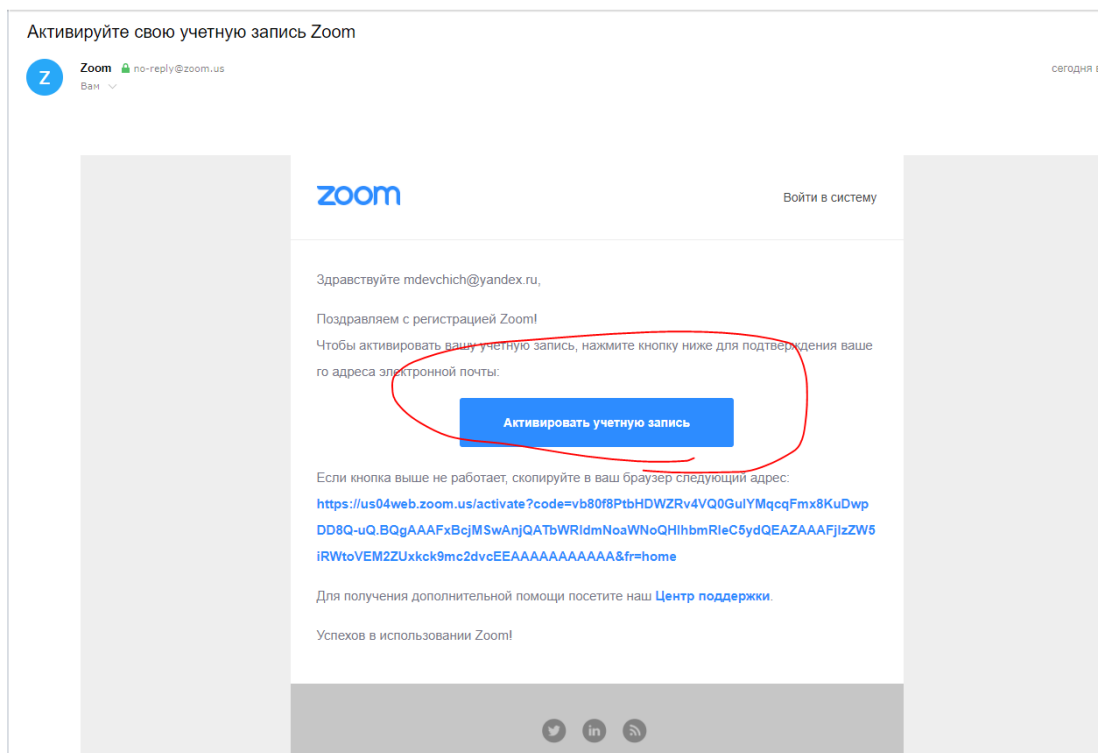 Активируйте свою учетную запись Zoom
Z
Zoom no-reply@zoom.us
сегодня в
Вам
zoom
Войти в систему
Здравствуйте mdevchich@yandex.ru,
Поздравляем с регистрацией Zoom!
Чтобы активировать вашу учетную запись, нажмите кнопку ниже для подтверждения ваше
го адреса электронной почты:
Активировать учетную запись
Если кнопка выше не работает, скопируйте в ваш браузер следующий адрес:
https://us04web.zoom.us/activate?code=vb80f8PtbHDWZRv4VQ0GulYMqcqFmx8KuDwp
DD8Q-uQ.BQgAAAFxBcjMSwAnjQATbWRldmNoaWNoQHlhbmRleC5ydQEAZAAAFjlzZW5
iRWtoVEM2ZUxkck9mc2dvcEEAAAAAAAAAAA&fr=home
Для получения дополнительной помощи посетите наш Центр поддержки.
Успехов в использовании Zoom!
in